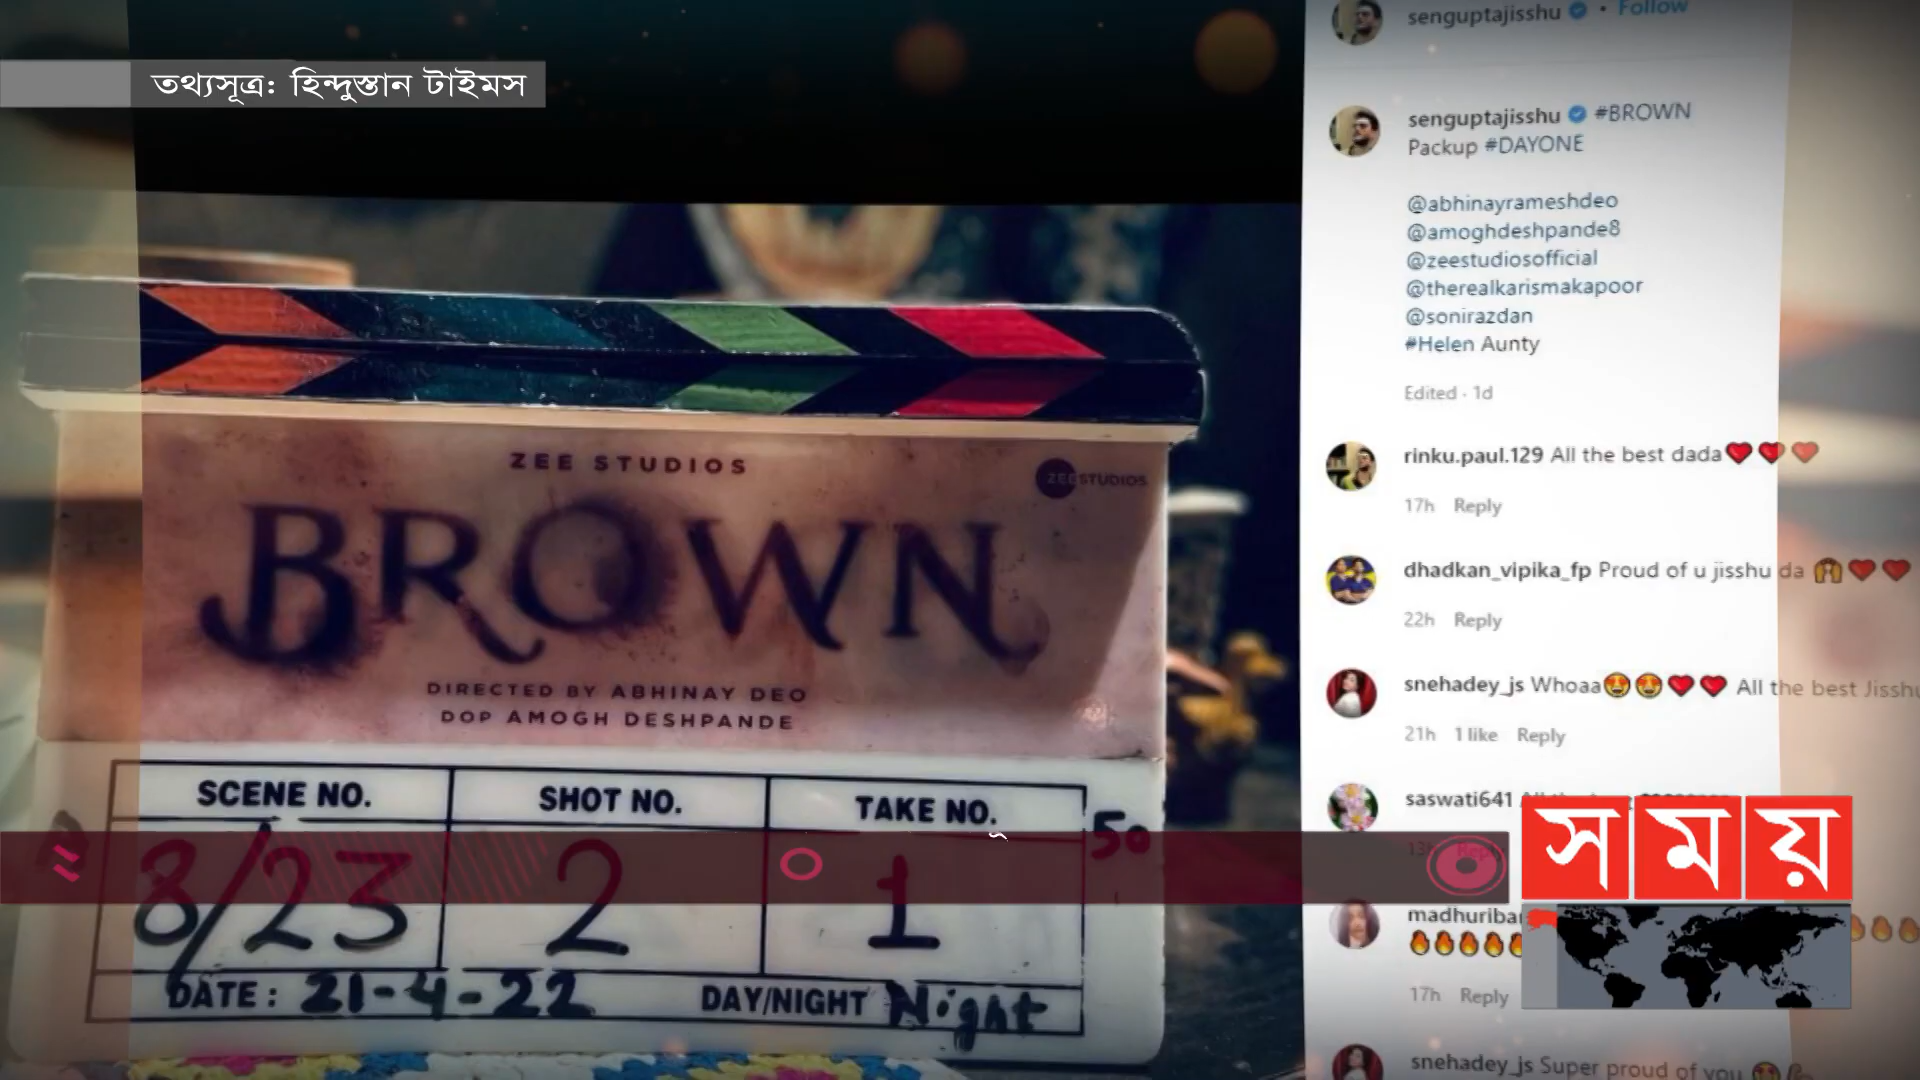 তথ্যসূত্র: হিন্দুস্তান টাইমস
ZEE STUDIOS
ZEE STUDIOS
BROWN
DIRECTED BY ABHINAY DEO
DOP AMOGH DESHPANDE
SCENE NO. SHOT NO. TAKE NO. 50
8/23 2 1
DATE : 21-4-22 DAY/NIGHT Night
senguptajisshu • Follow
senguptajisshu #BROWN
Packup #DAYONE
@abhinayrameshdeo
@amoghdeshpande8
@zeestudiosofficial
@therealkarismakapoor
@sonirazdan
#Helen Aunty
Edited · 1d
rinku.paul.129 All the best dada❤❤❤
17h Reply
dhadkan_vipika_fp Proud of u jisshu da 🙌❤❤
22h Reply
snehadey_js Whoaa😍😍❤❤ All the best Jisshu
21h 1 like Reply
saswati641
13h Reply
🔥🔥🔥🔥
17h Reply
snehadey_js Super proud of you 😍
সময়